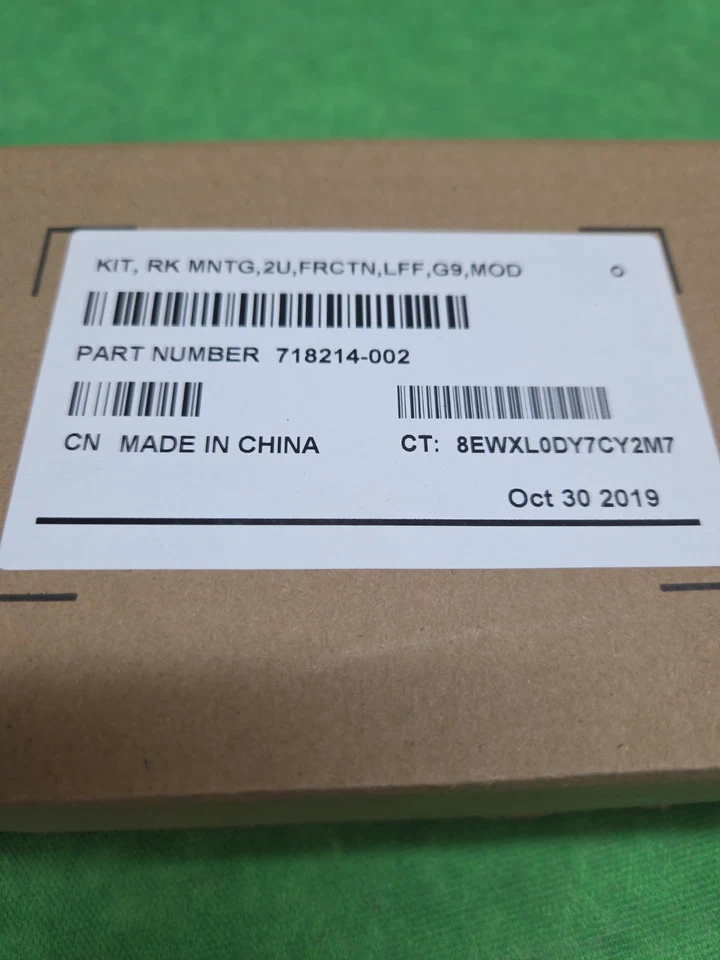 KIT, RK MNTG,2U,FRCTN,LFF,G9,MOD
PART NUMBER 718214-002
CN MADE IN CHINA CT: 8EWXL0DY7CY2M7
Oct 30 2019